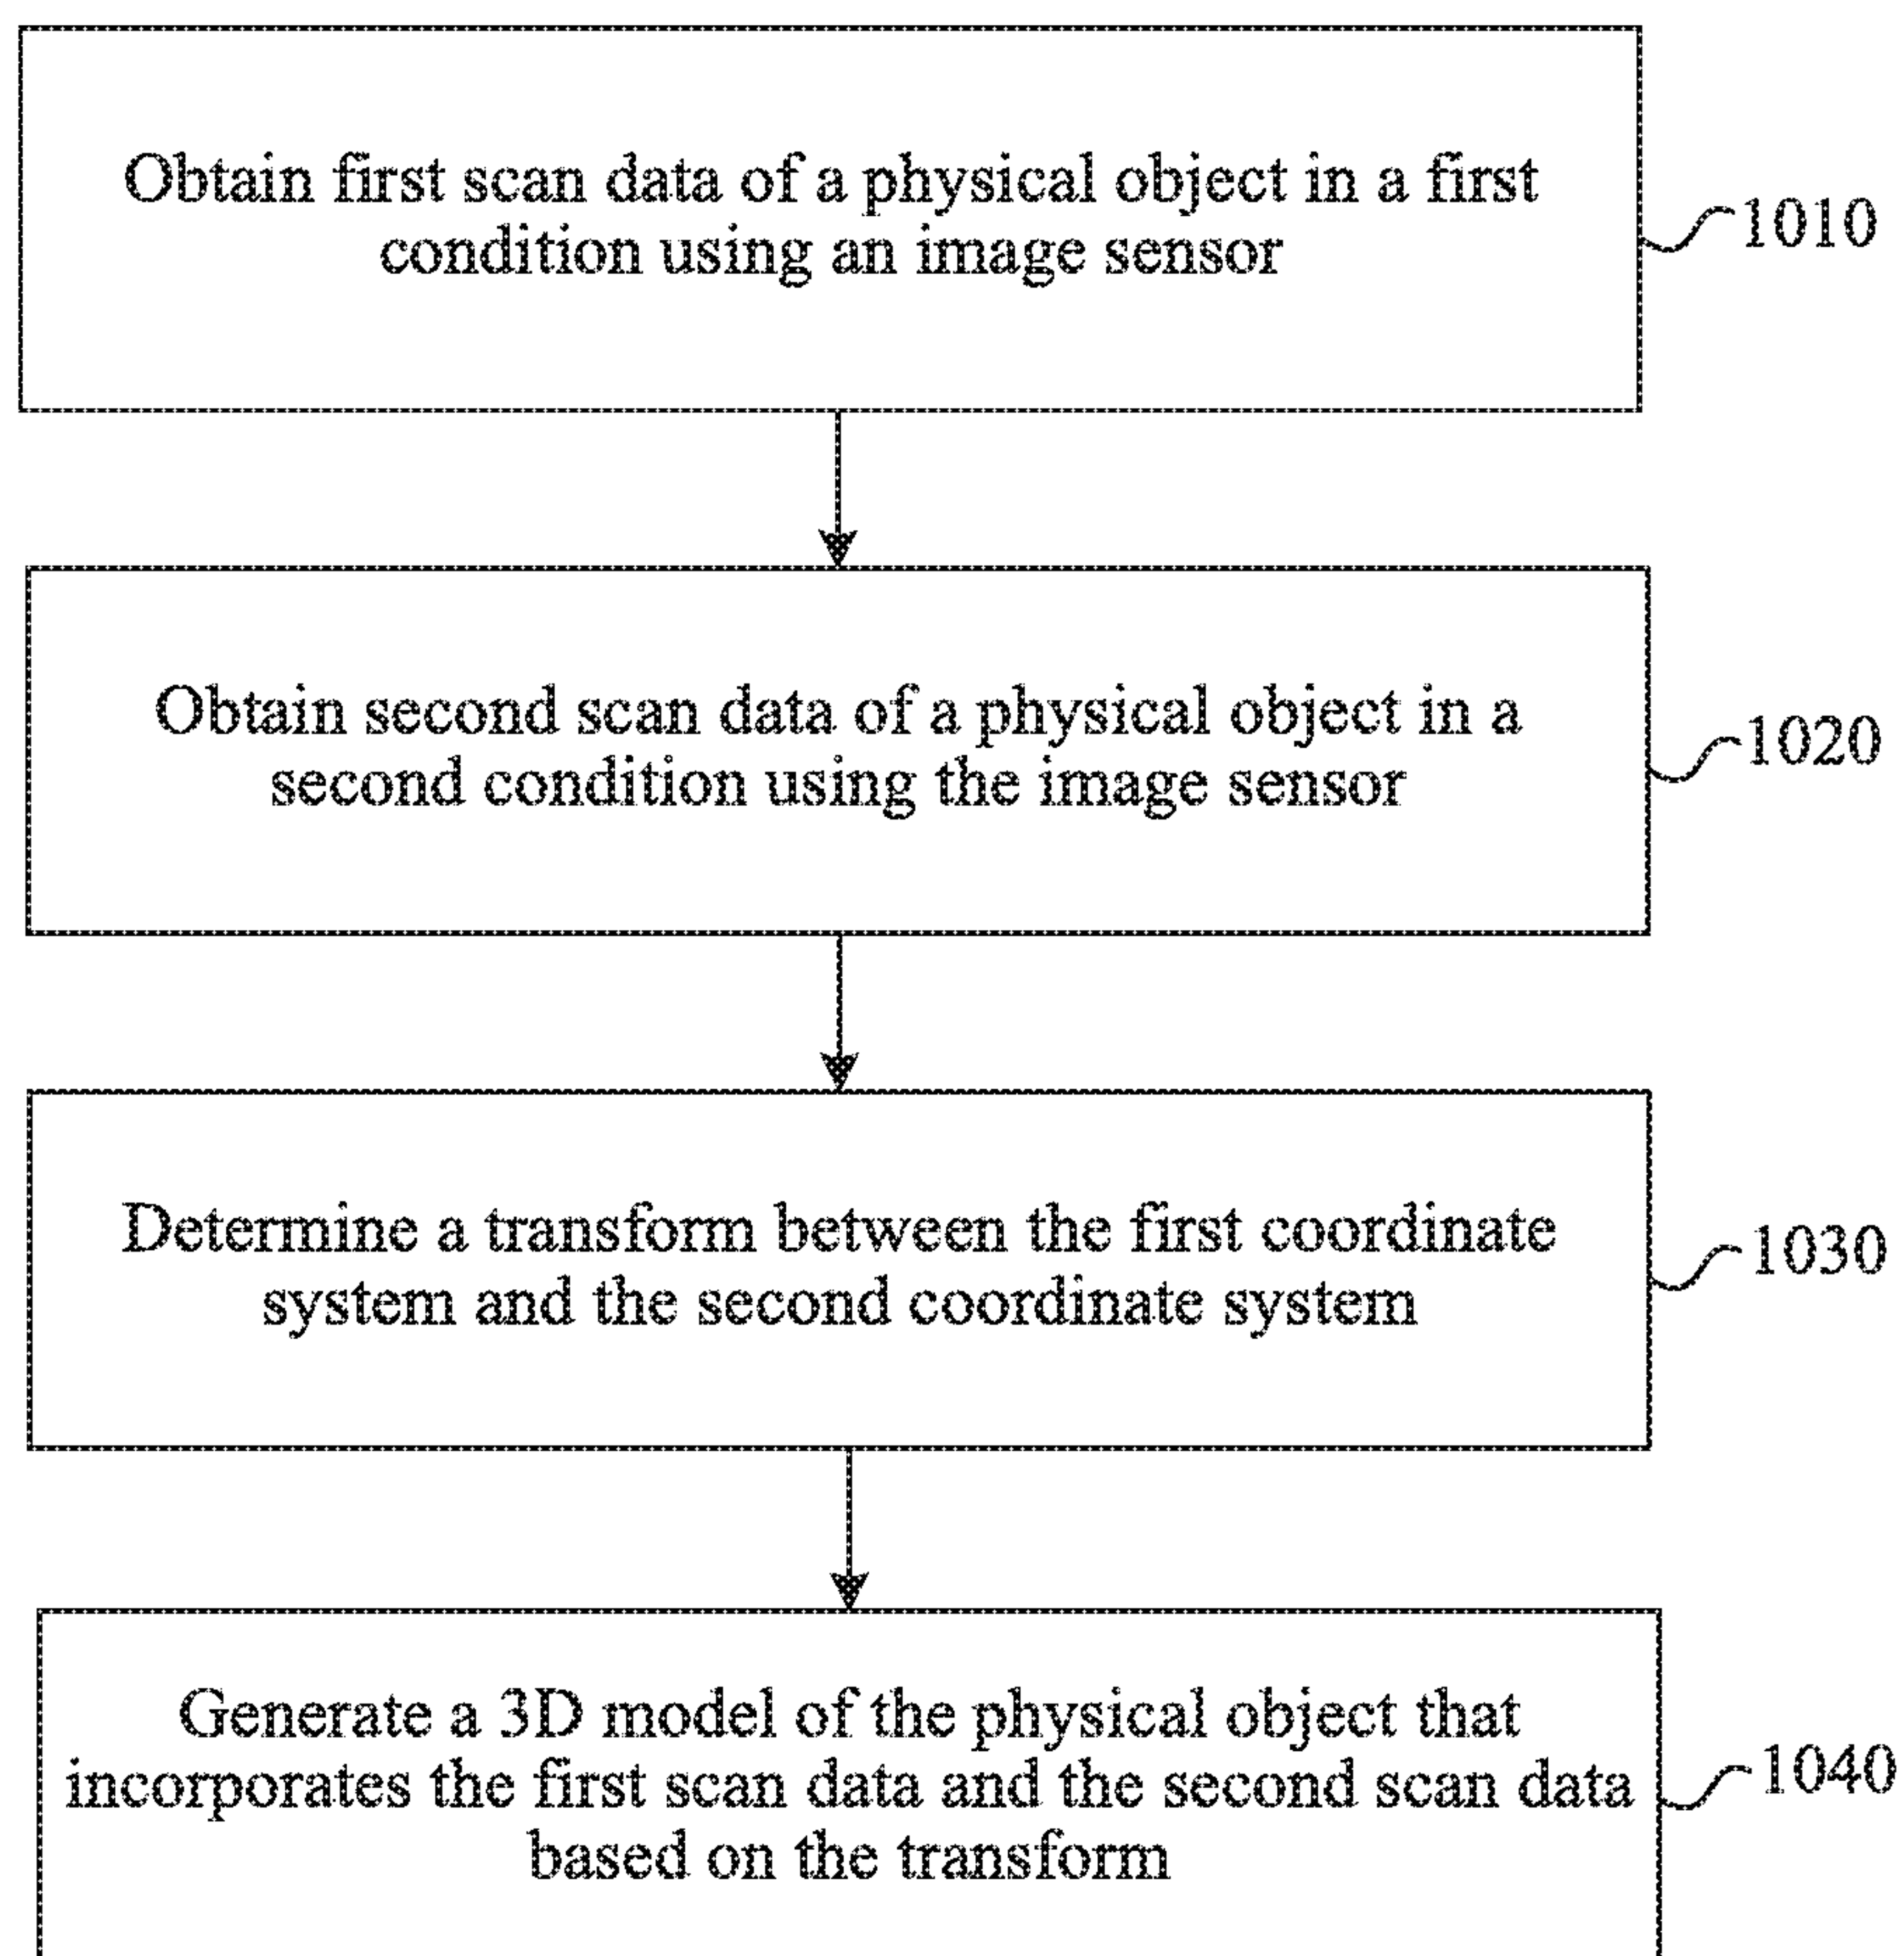 Obtain first scan data of a physical object in a first
condition using an image sensor
1010
Obtain second scan data of a physical object in a
second condition using the image sensor
1020
Determine a transform between the first coordinate
system and the second coordinate system
1030
Generate a 3D model of the physical object that
incorporates the first scan data and the second scan data
based on the transform
1040